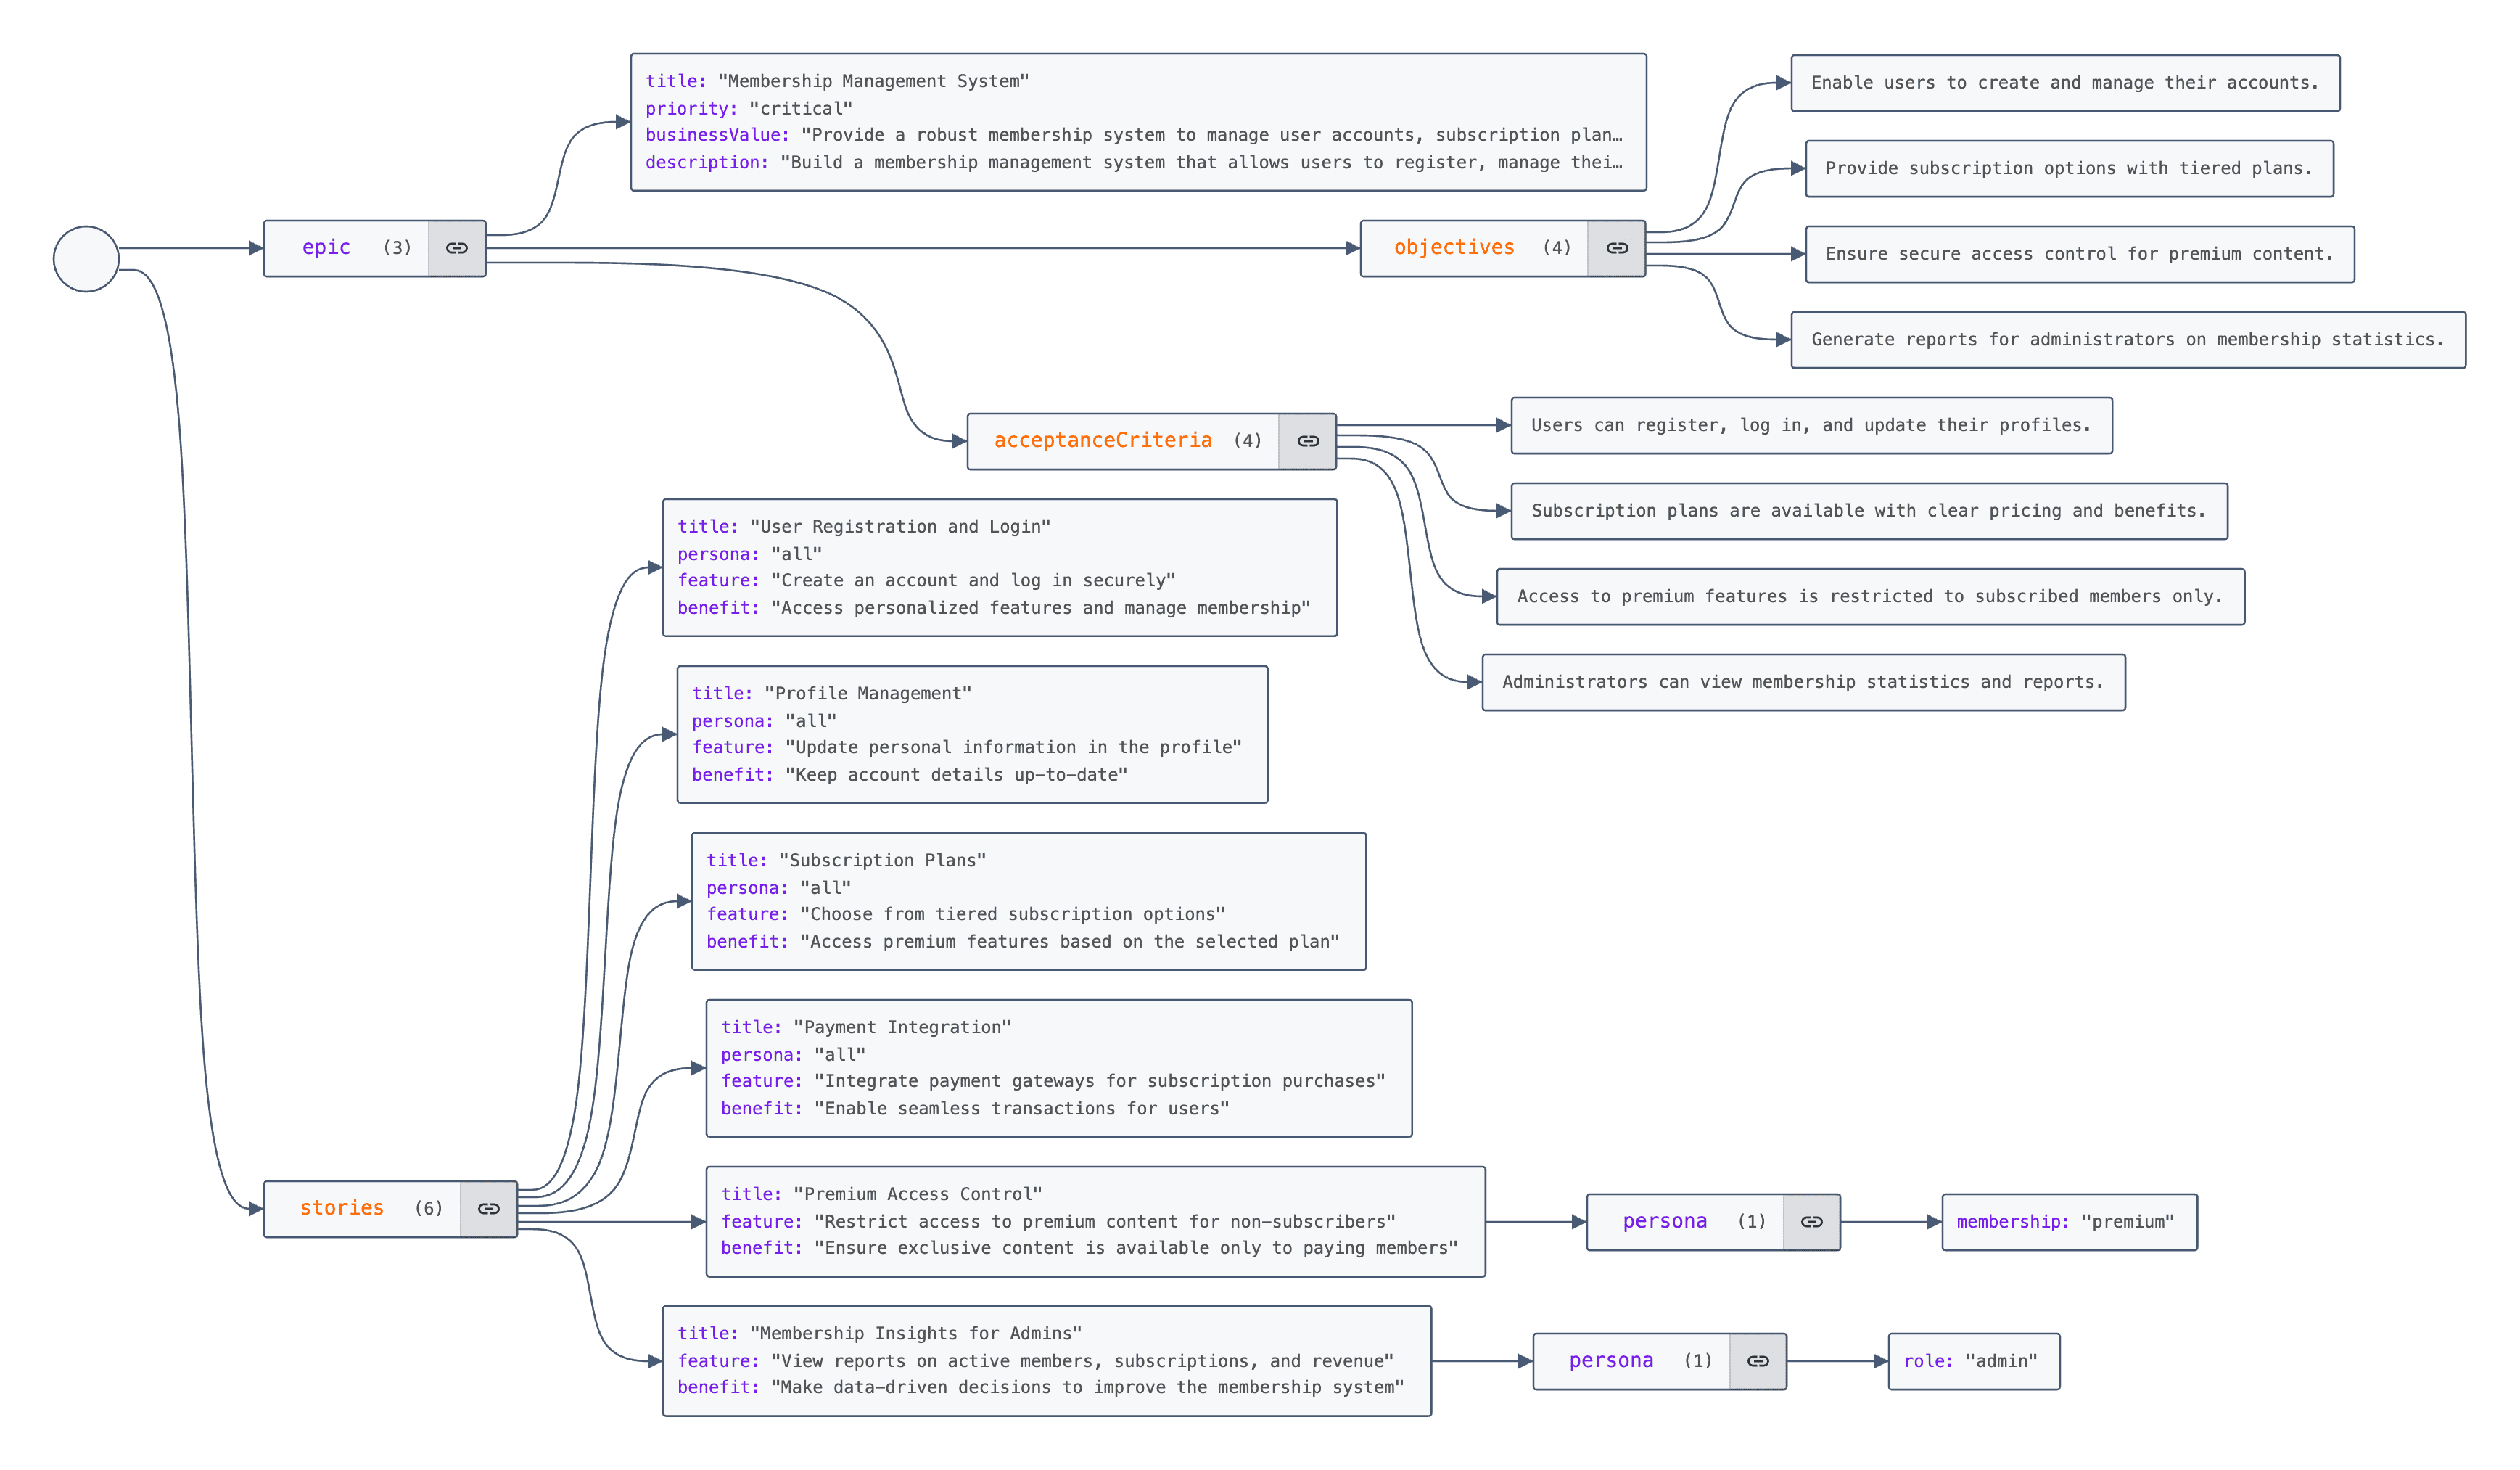 title: "Membership Management System"
priority: "critical"
businessValue: "Provide a robust membership system to manage user accounts, subscription plan…
description: "Build a membership management system that allows users to register, manage thei…
epic (3)
objectives (4)
Enable users to create and manage their accounts.
Provide subscription options with tiered plans.
Ensure secure access control for premium content.
Generate reports for administrators on membership statistics.
acceptanceCriteria (4)
Users can register, log in, and update their profiles.
Subscription plans are available with clear pricing and benefits.
Access to premium features is restricted to subscribed members only.
Administrators can view membership statistics and reports.
stories (6)
title: "User Registration and Login"
persona: "all"
feature: "Create an account and log in securely"
benefit: "Access personalized features and manage membership"
title: "Profile Management"
persona: "all"
feature: "Update personal information in the profile"
benefit: "Keep account details up-to-date"
title: "Subscription Plans"
persona: "all"
feature: "Choose from tiered subscription options"
benefit: "Access premium features based on the selected plan"
title: "Payment Integration"
persona: "all"
feature: "Integrate payment gateways for subscription purchases"
benefit: "Enable seamless transactions for users"
title: "Premium Access Control"
feature: "Restrict access to premium content for non-subscribers"
benefit: "Ensure exclusive content is available only to paying members"
persona (1)
membership: "premium"
title: "Membership Insights for Admins"
feature: "View reports on active members, subscriptions, and revenue"
benefit: "Make data-driven decisions to improve the membership system"
persona (1)
role: "admin"